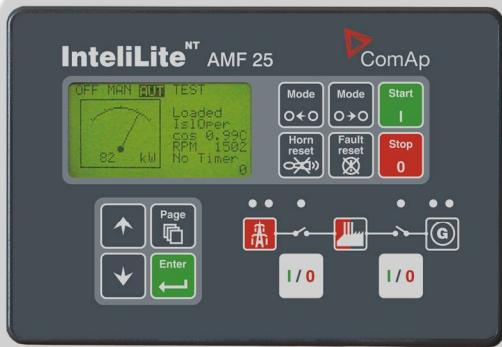 InteliLite NT AMF 25
ComAp
OFF MAN AUT TEST
Loaded
IslOper
cos 0.99C
RPM 1502
No Timer
0
82 kW
Mode
Mode
Start
I
Horn reset
Fault reset
Stop
0
Page
Enter
G
I/0
I/0